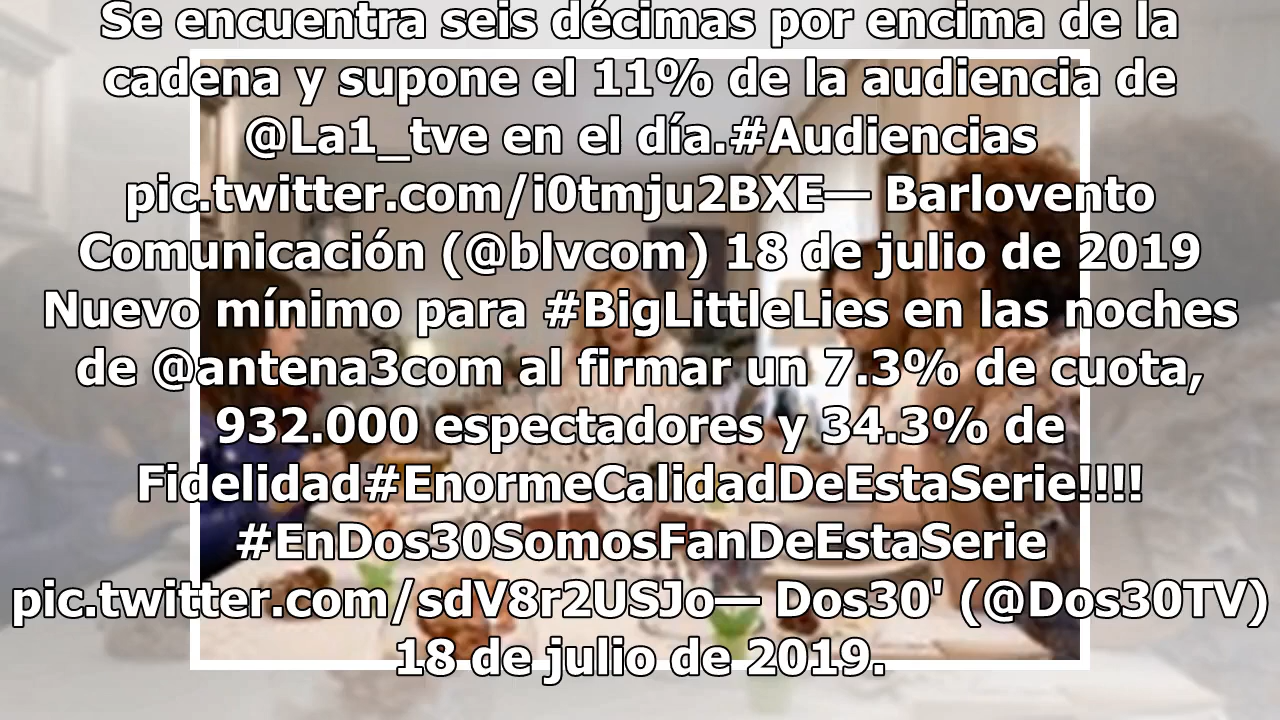 Se encuentra seis décimas por encima de la
cadena y supone el 11% de la audiencia de
@La1_tve en el día.#Audiencias
pic.twitter.com/i0tmju2BXE— Barlovento
Comunicación (@blvcom) 18 de julio de 2019
Nuevo mínimo para #BigLittleLies en las noches
de @antena3com al firmar un 7.3% de cuota,
932.000 espectadores y 34.3% de
Fidelidad#EnormeCalidadDeEstaSerie!!!!
#EnDos30SomosFanDeEstaSerie
pic.twitter.com/sdV8r2USJo— Dos30' (@Dos30TV)
18 de julio de 2019.